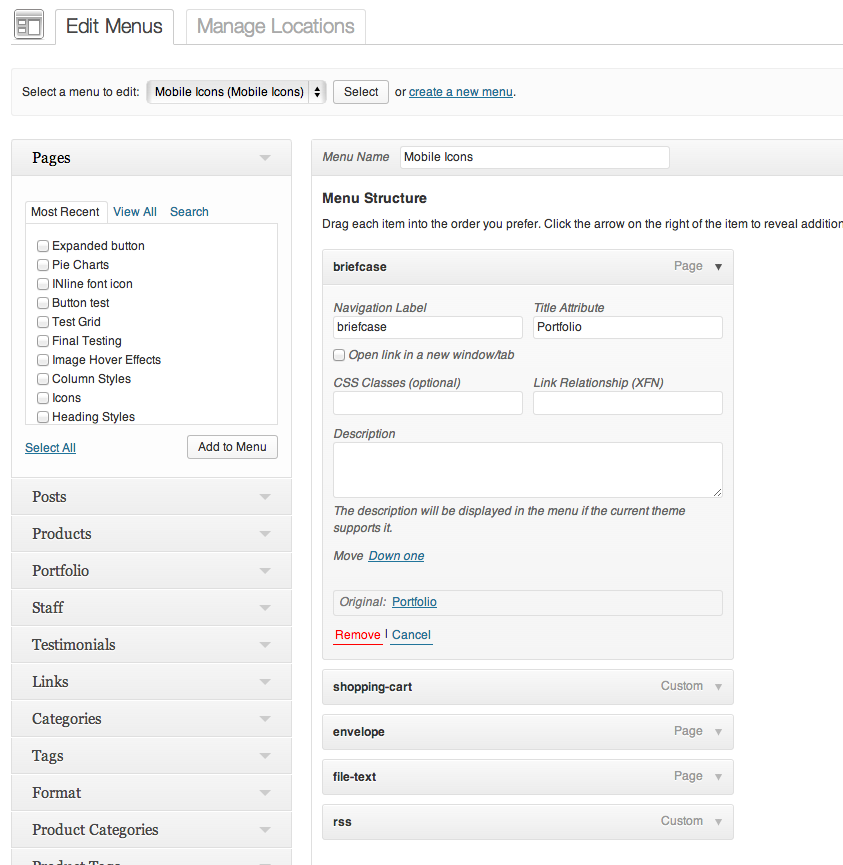 Edit Menus
Manage Locations
Select a menu to edit: Mobile Icons (Mobile Icons) Select or create a new menu.
Pages
Most Recent View All Search
Expanded button
Pie Charts
INline font icon
Button test
Test Grid
Final Testing
Image Hover Effects
Column Styles
Icons
Heading Styles
Select All Add to Menu
Posts
Products
Portfolio
Staff
Testimonials
Links
Categories
Tags
Format
Product Categories
Product Tags
Menu Name Mobile Icons
Menu Structure
Drag each item into the order you prefer. Click the arrow on the right of the item to reveal addition
briefcase Page
Navigation Label Title Attribute
briefcase Portfolio
Open link in a new window/tab
CSS Classes (optional) Link Relationship (XFN)
Description
The description will be displayed in the menu if the current theme
supports it.
Move Down one
Original: Portfolio
Remove | Cancel
shopping-cart Custom
envelope Page
file-text Page
rss Custom